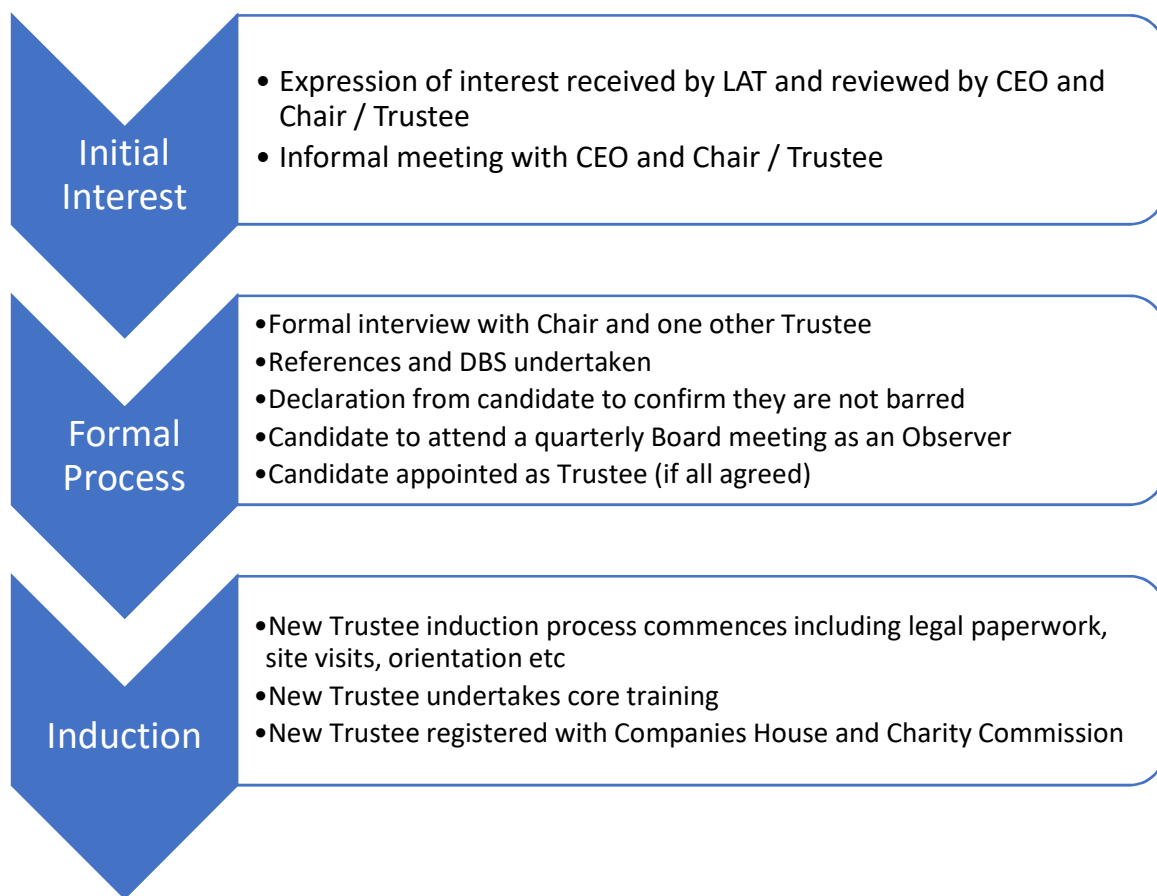 Initial
Interest
• Expression of interest received by LAT and reviewed by CEO and
Chair / Trustee
• Informal meeting with CEO and Chair / Trustee
Formal
Process
•Formal interview with Chair and one other Trustee
•References and DBS undertaken
•Declaration from candidate to confirm they are not barred
•Candidate to attend a quarterly Board meeting as an Observer
•Candidate appointed as Trustee (if all agreed)
Induction
•New Trustee induction process commences including legal paperwork,
site visits, orientation etc
•New Trustee undertakes core training
•New Trustee registered with Companies House and Charity Commission